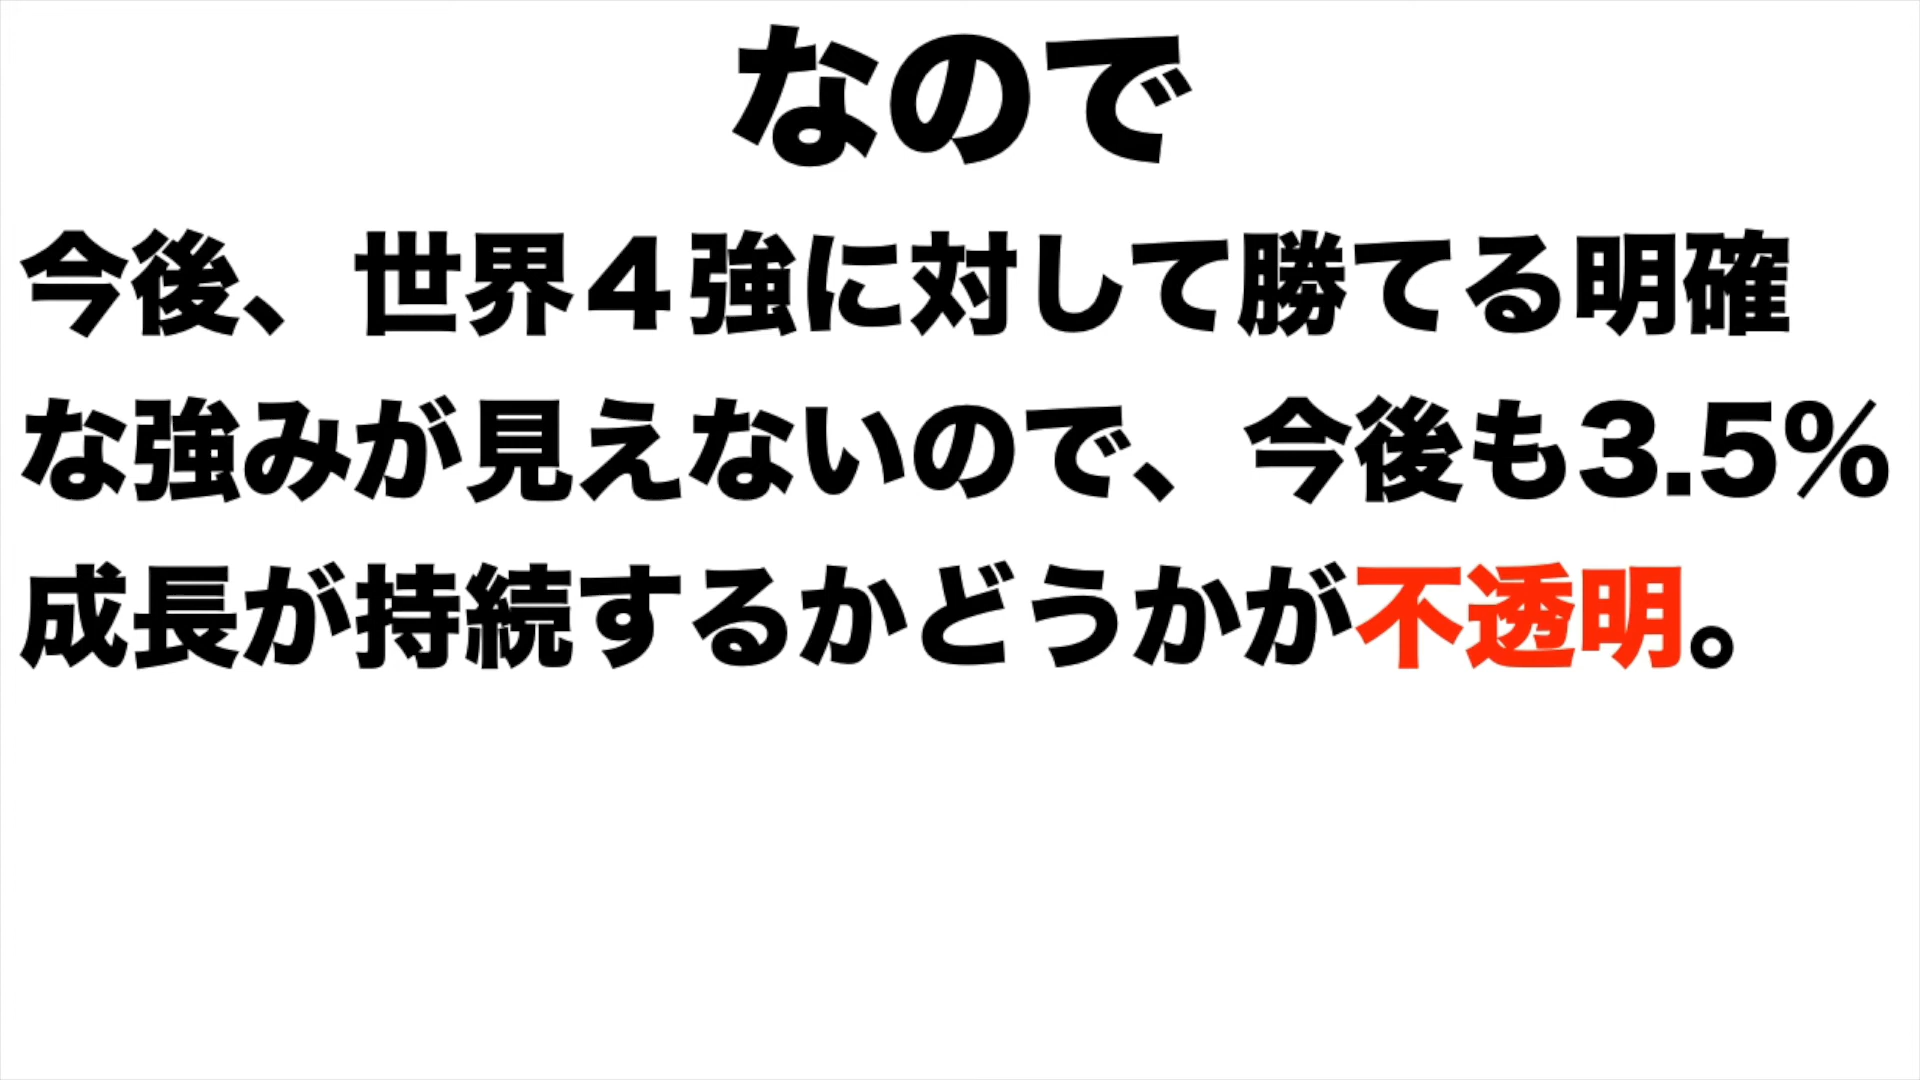 なので
今後、世界４強に対して勝てる明確
な強みが見えないので、今後も3.5%
成長が持続するかどうかが不透明。